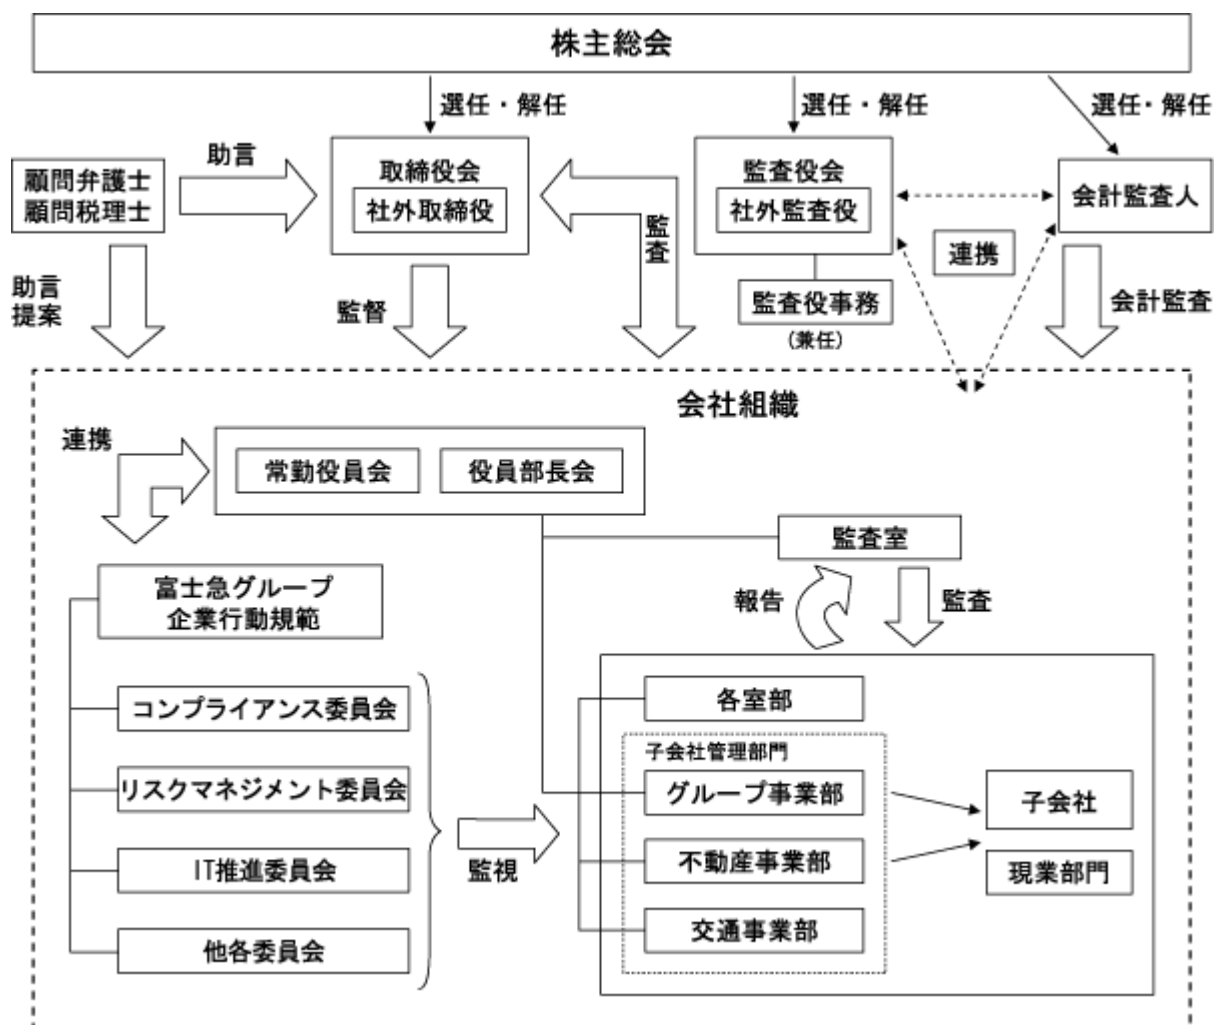 株主総会
選任・解任
選任・解任
選任・解任
顧問弁護士
顧問税理士
助言
取締役会
社外取締役
監査
監査役会
社外監査役
会計監査人
連携
監査役事務
(兼任)
助言
提案
監督
会計監査
会社組織
連携
常勤役員会
役員部長会
監査室
報告
監査
富士急グループ
企業行動規範
コンプライアンス委員会
リスクマネジメント委員会
IT推進委員会
他各委員会
監視
各室部
子会社管理部門
グループ事業部
不動産事業部
交通事業部
子会社
現業部門